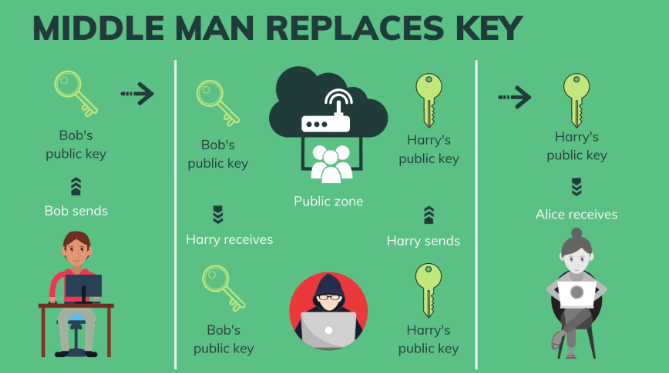 MIDDLE MAN REPLACES KEY
Bob's
public key
Bob sends
Bob's
public key
Harry receives
Bob's
public key
Public zone
Harry's
public key
Harry sends
Harry's
public key
Harry's
public key
Alice receives